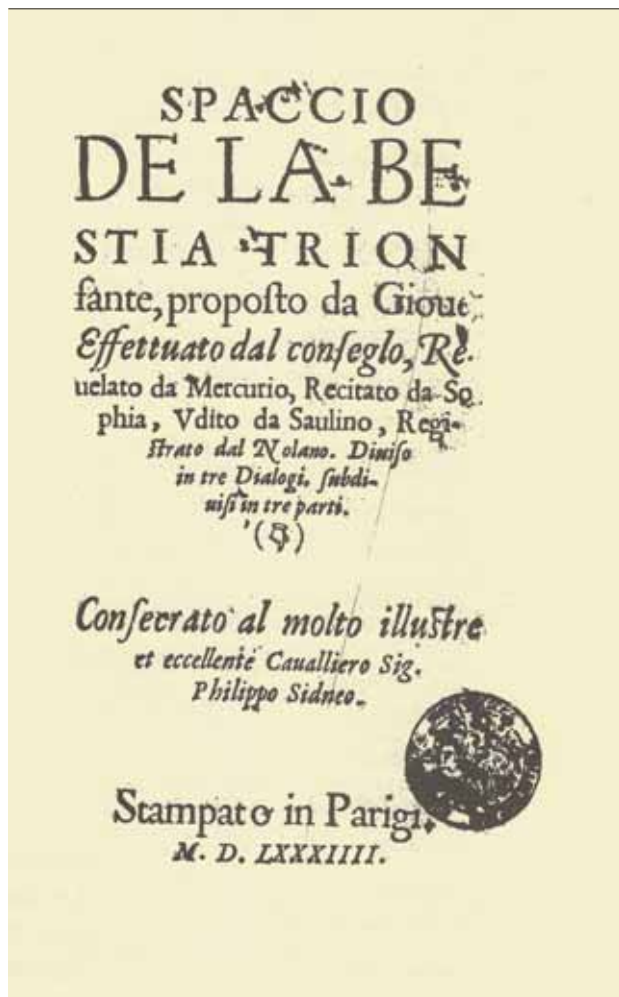 SPACCIO
DE LA BE
STIA TRION
fante, propoſto da Gioue
Effettuato dal conſeglo, Re
uelato da Mercurio, Recitato da So
phia, Vdito da Saulino, Regi-
ſtrato dal Nolano. Diuiſo
in tre Dialogi, ſubdi-
uiſi in tre parti.
Conſecrato al molto illuſtre
et eccellente Caualliero Sig.
Philippo Sidneo.
Stampato in Parigi.
M. D. LXXXIIII.